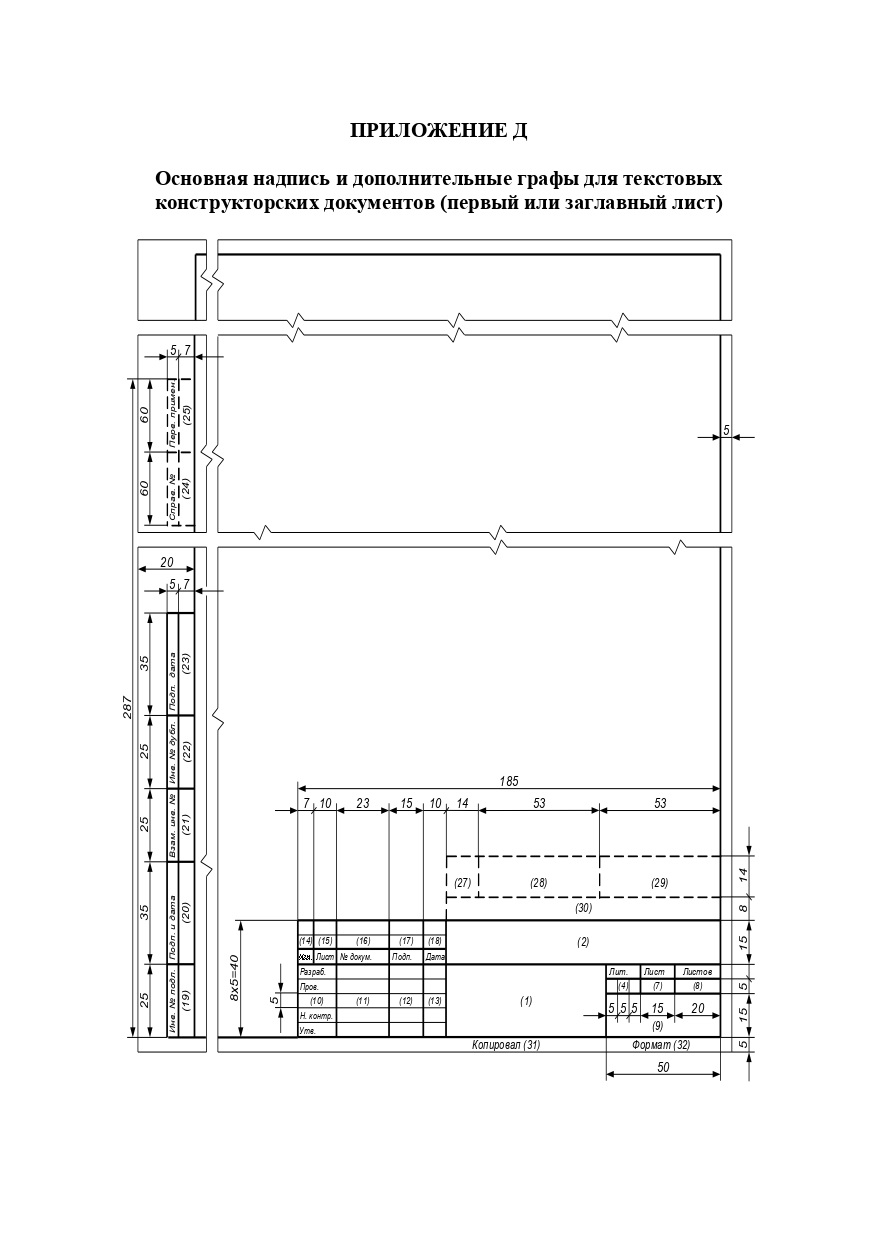 ПРИЛОЖЕНИЕ Д
Основная надпись и дополнительные графы для текстовых
конструкторских документов (первый или заглавный лист)
5 7
60
Перв. примен.
(25)
5
60
Справ. №
(24)
20
5 7
35
Подп. дата
(23)
287
25
Инв. № дубл.
(22)
25
Взам. инв. №
(21)
35
Подп. и дата
(20)
25
Инв. № подл.
(19)
185
7 10 23 15 10 14 53 53
(27) (28) (29)
14
(30)
8
8x5=40
5
(14) (15) (16) (17) (18)
(2)
15
Изм. Лист № докум. Подп. Дата
Разраб.
Лит. Лист Листов
Пров.
(4) (7) (8)
5
(10) (11) (12) (13)
(1)
5 5 5 15 20
15
Н. контр.
(9)
Утв.
Копировал (31) Формат (32)
5
50